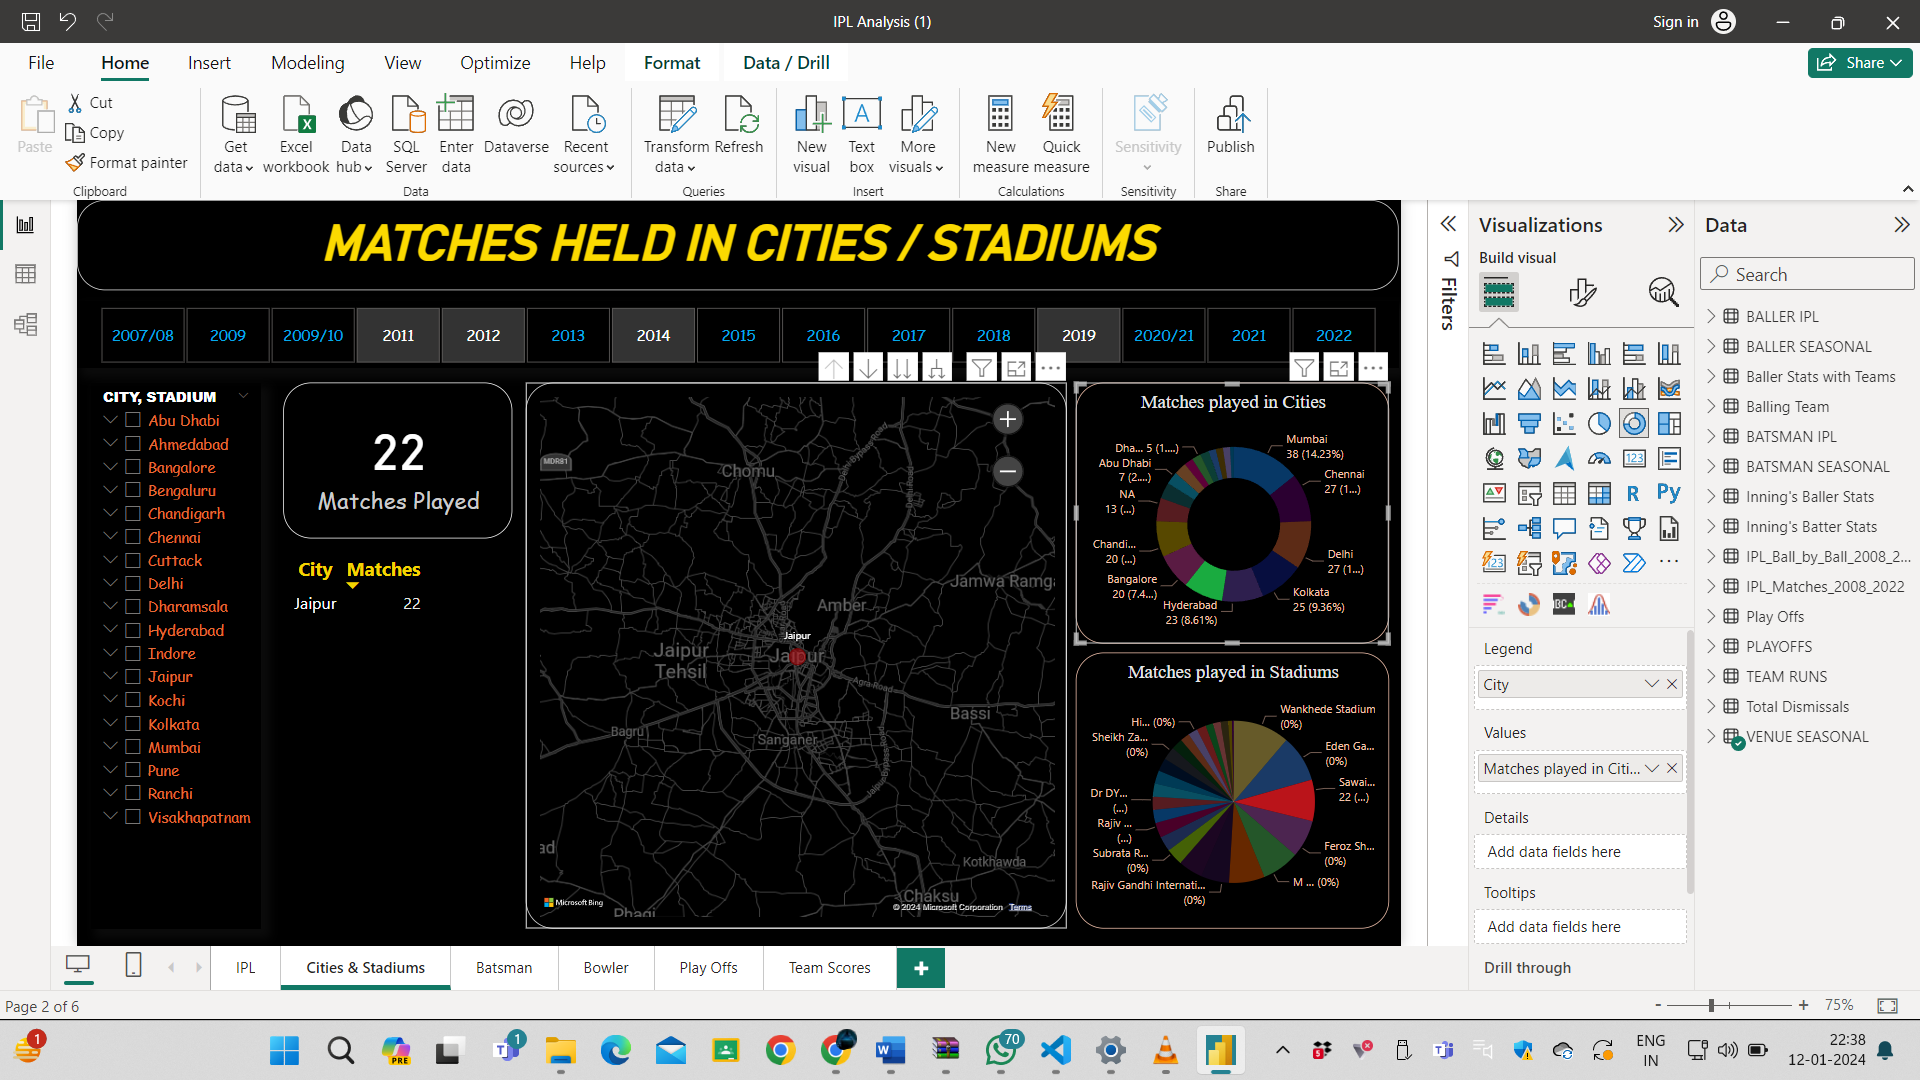 IPL Analysis (1)
Sign in
File Home Insert Modeling View Optimize Help Format Data / Drill
Share
Paste
Cut
Copy
Format painter
Clipboard
Get data
Excel workbook
Data hub
SQL Server
Enter data
Dataverse
Recent sources
Data
Transform data
Refresh
Queries
New visual
Text box
More visuals
Insert
New measure
Quick measure
Calculations
Sensitivity
Sensitivity
Publish
Share
MATCHES HELD IN CITIES / STADIUMS
2007/08 2009 2009/10 2011 2012 2013 2014 2015 2016 2017 2018 2019 2020/21 2021 2022
CITY, STADIUM
Abu Dhabi
Ahmedabad
Bangalore
Bengaluru
Chandigarh
Chennai
Cuttack
Delhi
Dharamsala
Hyderabad
Indore
Jaipur
Kochi
Kolkata
Mumbai
Pune
Ranchi
Visakhapatnam
22
Matches Played
City Matches
Jaipur 22
MDR81
Chomu
Delhi Bypass Road
Jamwa Ramga
Amber
Jaipur
Jaipur
Jaipur Tehsil
Agra Road
Bassi
Bagru
Sanganer
ad
Kotkhawda
Chaksu
Phagi
Microsoft Bing
© 2024 Microsoft Corporation Terms
Matches played in Cities
Mumbai
38 (14.23%)
Chennai
27 (1...)
Delhi
27 (1...)
Kolkata
25 (9.36%)
Hyderabad
23 (8.61%)
Bangalore
20 (7.4...)
Chandi...
20 (...)
NA
13 (...)
Abu Dhabi
7 (2....)
Dha... 5 (1....)
Matches played in Stadiums
Wankhede Stadium
(0%)
Eden Ga...
(0%)
Sawai...
22 (...)
Feroz Sh...
(0%)
M ... (0%)
Rajiv Gandhi Internati...
(0%)
Subrata R...
(0%)
Rajiv ...
(...)
Dr DY...
(...)
Sheikh Za...
(0%)
Hi... (0%)
Filters
Visualizations
Build visual
R Py
123
Legend
City
Values
Matches played in Citi...
Details
Add data fields here
Tooltips
Add data fields here
Drill through
Data
Search
BALLER IPL
BALLER SEASONAL
Baller Stats with Teams
Balling Team
BATSMAN IPL
BATSMAN SEASONAL
Inning's Baller Stats
Inning's Batter Stats
IPL_Ball_by_Ball_2008_2...
IPL_Matches_2008_2022
Play Offs
PLAYOFFS
TEAM RUNS
Total Dismissals
VENUE SEASONAL
IPL Cities & Stadiums Batsman Bowler Play Offs Team Scores
Page 2 of 6
- + 75%
1
PRE
1
70
ENG
IN
22:38
12-01-2024